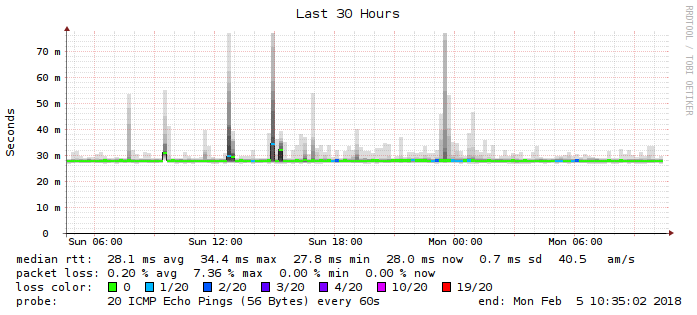 Last 30 Hours
RRDTOOL / TOBI OETIKER
Seconds
70 m
60 m
50 m
40 m
30 m
20 m
10 m
0
Sun 06:00 Sun 12:00 Sun 18:00 Mon 00:00 Mon 06:00
median rtt: 28.1 ms avg 34.4 ms max 27.8 ms min 28.0 ms now 0.7 ms sd 40.5 am/s
packet loss: 0.20 % avg 7.36 % max 0.00 % min 0.00 % now
loss color: 0 1/20 2/20 3/20 4/20 10/20 19/20
probe: 20 ICMP Echo Pings (56 Bytes) every 60s end: Mon Feb 5 10:35:02 2018